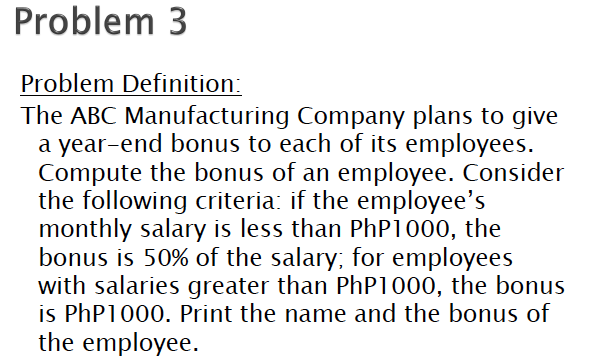 Problem 3
Problem Definition:
The ABC Manufacturing Company plans to give
a year-end bonus to each of its employees.
Compute the bonus of an employee. Consider
the following criteria: if the employee's
monthly salary is less than PhP1000, the
bonus is 50% of the salary; for employees
with salaries greater than PhP1000, the bonus
is PhP1000. Print the name and the bonus of
the employee.